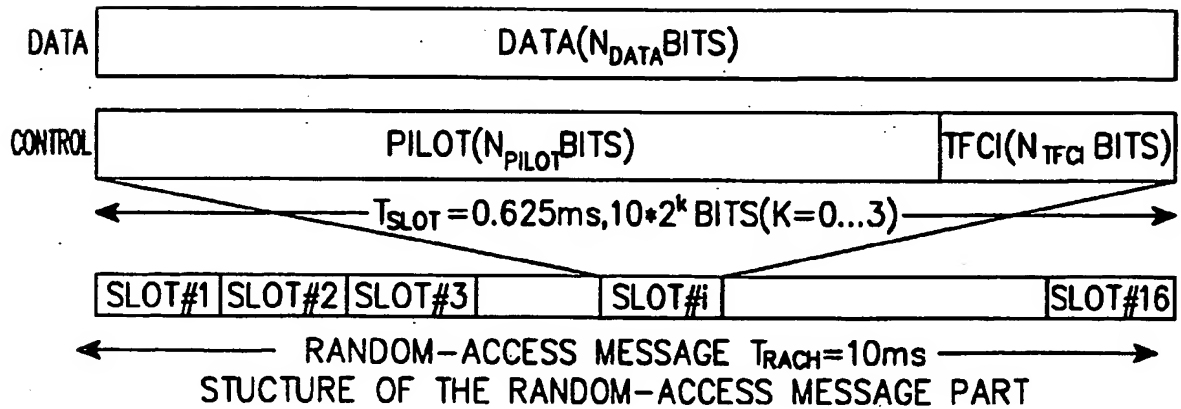 DATA DATA(N_DATA BITS)
CONTROL PILOT(N_PILOT BITS) TFCI(N_TFCI BITS)
T_SLOT=0.625ms,10*2^k BITS(K=0...3)
SLOT#1 SLOT#2 SLOT#3 SLOT#i SLOT#16
RANDOM-ACCESS MESSAGE T_RACH=10ms
STUCTURE OF THE RANDOM-ACCESS MESSAGE PART